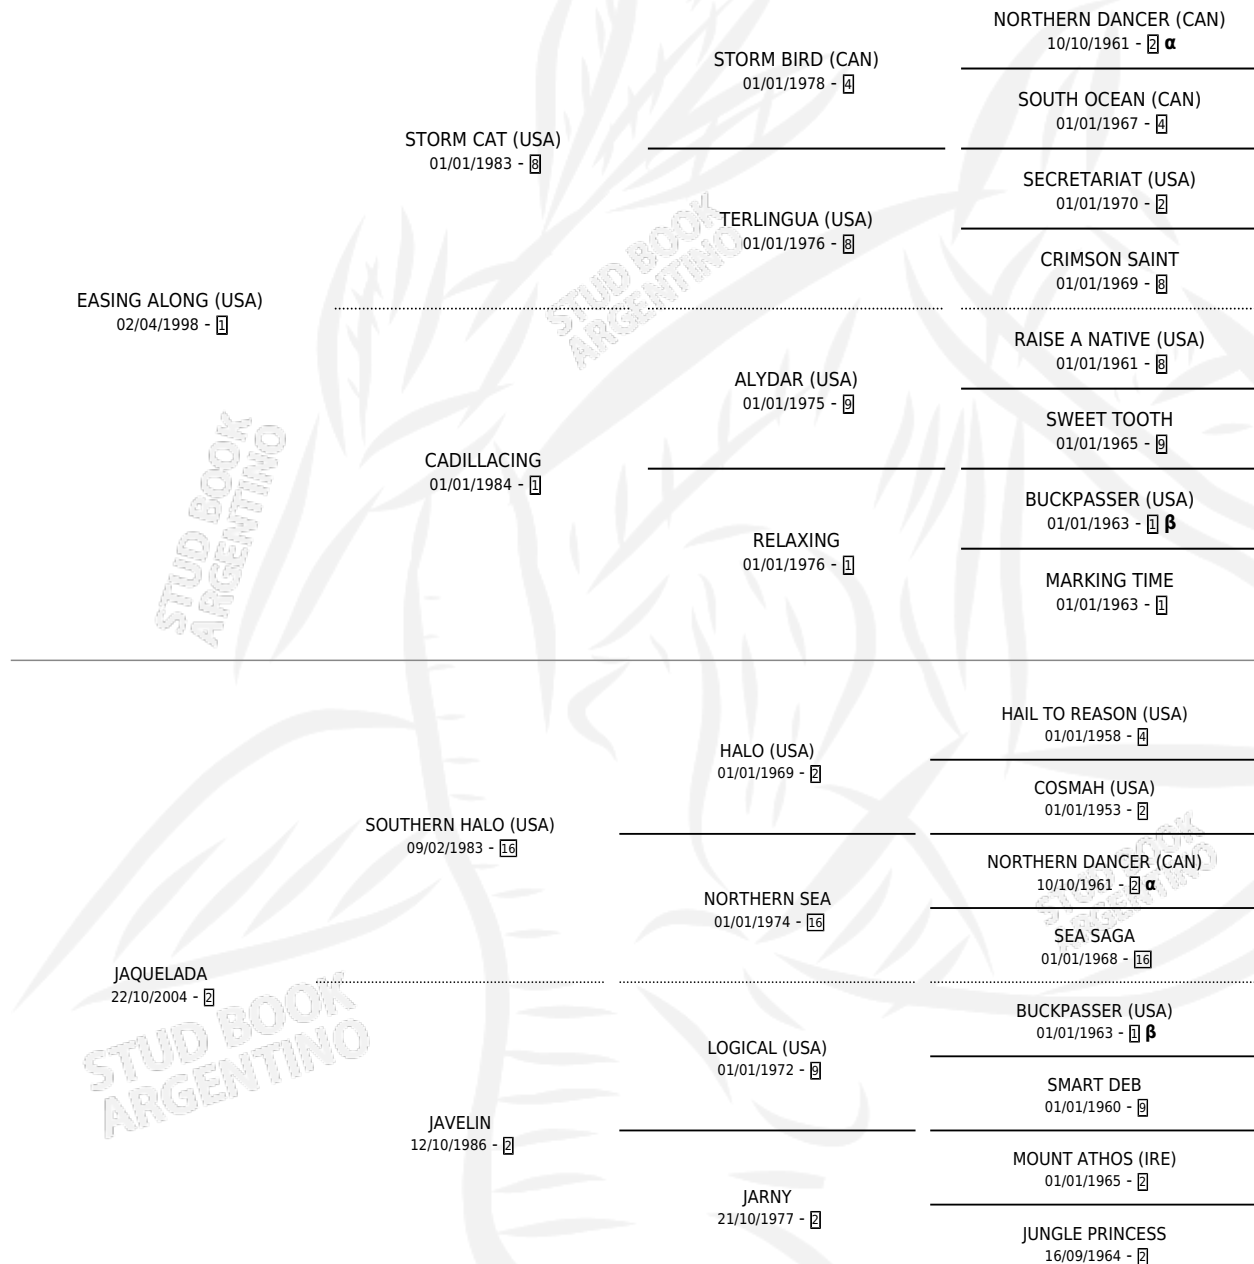 NORTHERN DANCER (CAN)
10/10/1961 - 2 α
STORM BIRD (CAN)
01/01/1978 - 4
SOUTH OCEAN (CAN)
01/01/1967 - 4
STORM CAT (USA)
01/01/1983 - 8
SECRETARIAT (USA)
01/01/1970 - 2
TERLINGUA (USA)
01/01/1976 - 8
CRIMSON SAINT
01/01/1969 - 8
EASING ALONG (USA)
02/04/1998 - 1
RAISE A NATIVE (USA)
01/01/1961 - 8
ALYDAR (USA)
01/01/1975 - 9
SWEET TOOTH
01/01/1965 - 9
CADILLACING
01/01/1984 - 1
BUCKPASSER (USA)
01/01/1963 - 1 β
RELAXING
01/01/1976 - 1
MARKING TIME
01/01/1963 - 1
HAIL TO REASON (USA)
01/01/1958 - 4
HALO (USA)
01/01/1969 - 2
COSMAH (USA)
01/01/1953 - 2
SOUTHERN HALO (USA)
09/02/1983 - 16
NORTHERN DANCER (CAN)
10/10/1961 - 2 α
NORTHERN SEA
01/01/1974 - 16
SEA SAGA
01/01/1968 - 16
JAQUELADA
22/10/2004 - 2
BUCKPASSER (USA)
01/01/1963 - 1 β
LOGICAL (USA)
01/01/1972 - 9
SMART DEB
01/01/1960 - 9
JAVELIN
12/10/1986 - 2
MOUNT ATHOS (IRE)
01/01/1965 - 2
JARNY
21/10/1977 - 2
JUNGLE PRINCESS
16/09/1964 - 2
STUD BOOK
ARGENTINO
STUD BOOK
ARGENTINO
STUD BOOK
ARGENTINO
STUD BOOK
ARGENTINO